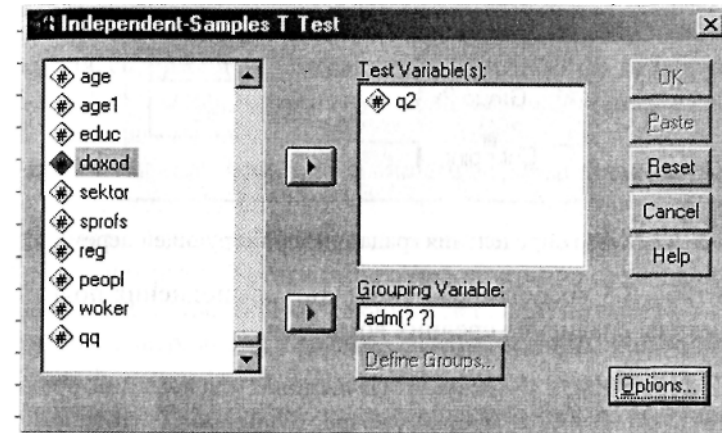 Independent-Samples T Test
age
age1
educ
doxod
sektor
sprofs
reg
peopl
woker
qq
Test Variable(s):
q2
Grouping Variable:
adm(? ?)
Define Groups...
OK
Paste
Reset
Cancel
Help
Options...